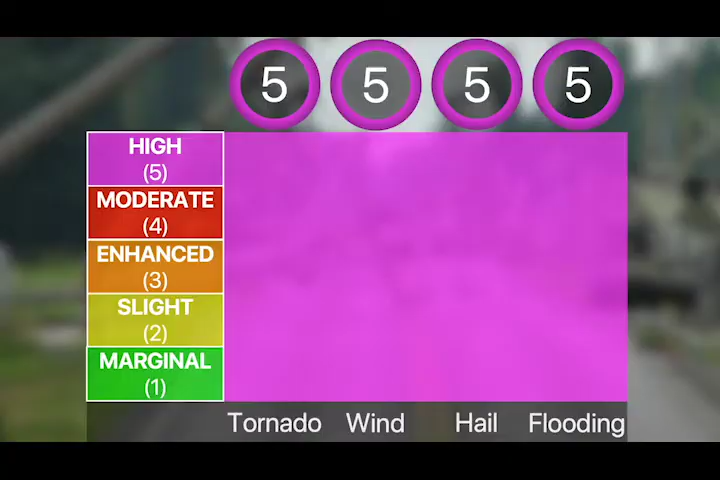 5 5 5 5
HIGH
(5)
MODERATE
(4)
ENHANCED
(3)
SLIGHT
(2)
MARGINAL
(1)
Tornado Wind Hail Flooding